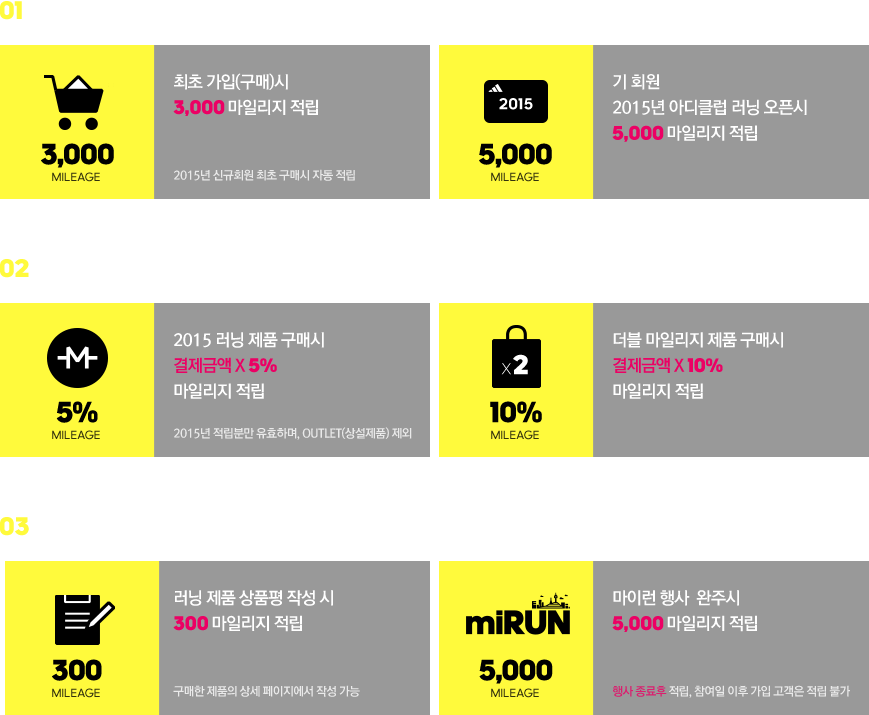 01
3,000
MILEAGE
최초 가입(구매)시
3,000 마일리지 적립
2015년 신규회원 최초 구매시 자동 적립
2015
5,000
MILEAGE
기 회원
2015년 아디클럽 러닝 오픈시
5,000 마일리지 적립
02
M
5%
MILEAGE
2015 러닝 제품 구매시
결제금액 X 5%
마일리지 적립
2015년 적립분만 유효하며, OUTLET(상설제품) 제외
x2
10%
MILEAGE
더블 마일리지 제품 구매시
결제금액 X 10%
마일리지 적립
03
300
MILEAGE
러닝 제품 상품평 작성 시
300 마일리지 적립
구매한 제품의 상세 페이지에서 작성 가능
miRUN
5,000
MILEAGE
마이런 행사 완주시
5,000 마일리지 적립
행사 종료후 적립, 참여일 이후 가입 고객은 적립 불가